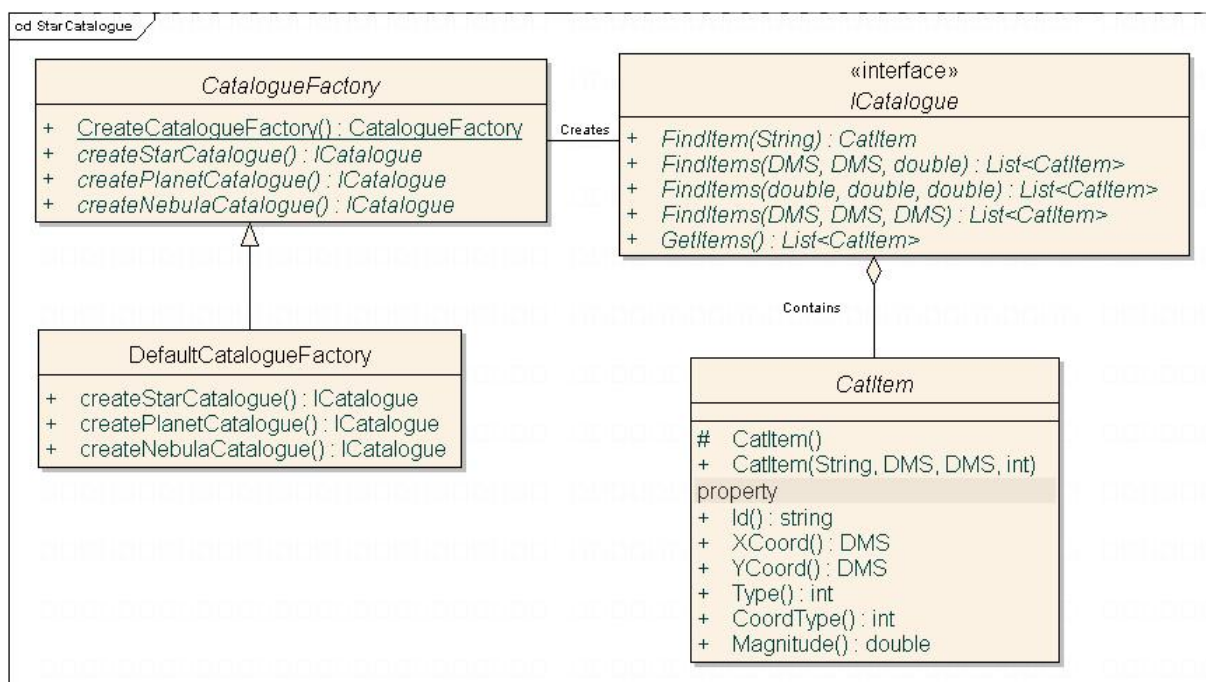 cd StarCatalogue
CatalogueFactory
+ CreateCatalogueFactory() : CatalogueFactory
+ createStarCatalogue() : ICatalogue
+ createPlanetCatalogue() : ICatalogue
+ createNebulaCatalogue() : ICatalogue
Creates
«interface»
ICatalogue
+ FindItem(String) : CatItem
+ FindItems(DMS, DMS, double) : List<CatItem>
+ FindItems(double, double, double) : List<CatItem>
+ FindItems(DMS, DMS, DMS) : List<CatItem>
+ GetItems() : List<CatItem>
Contains
DefaultCatalogueFactory
+ createStarCatalogue() : ICatalogue
+ createPlanetCatalogue() : ICatalogue
+ createNebulaCatalogue() : ICatalogue
CatItem
# CatItem()
+ CatItem(String, DMS, DMS, int)
property
+ Id() : string
+ XCoord() : DMS
+ YCoord() : DMS
+ Type() : int
+ CoordType() : int
+ Magnitude() : double